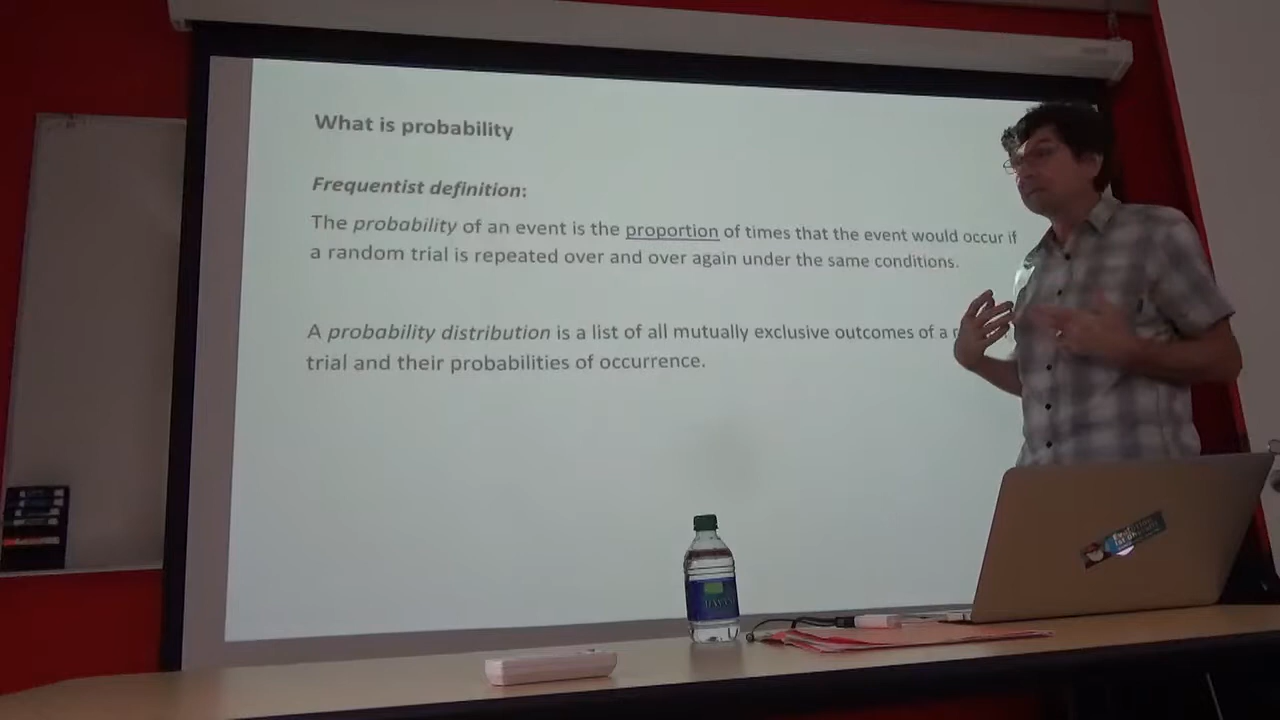 What is probability
Frequentist definition:
The probability of an event is the proportion of times that the event would occur if
a random trial is repeated over and over again under the same conditions.
A probability distribution is a list of all mutually exclusive outcomes of a
trial and their probabilities of occurrence.